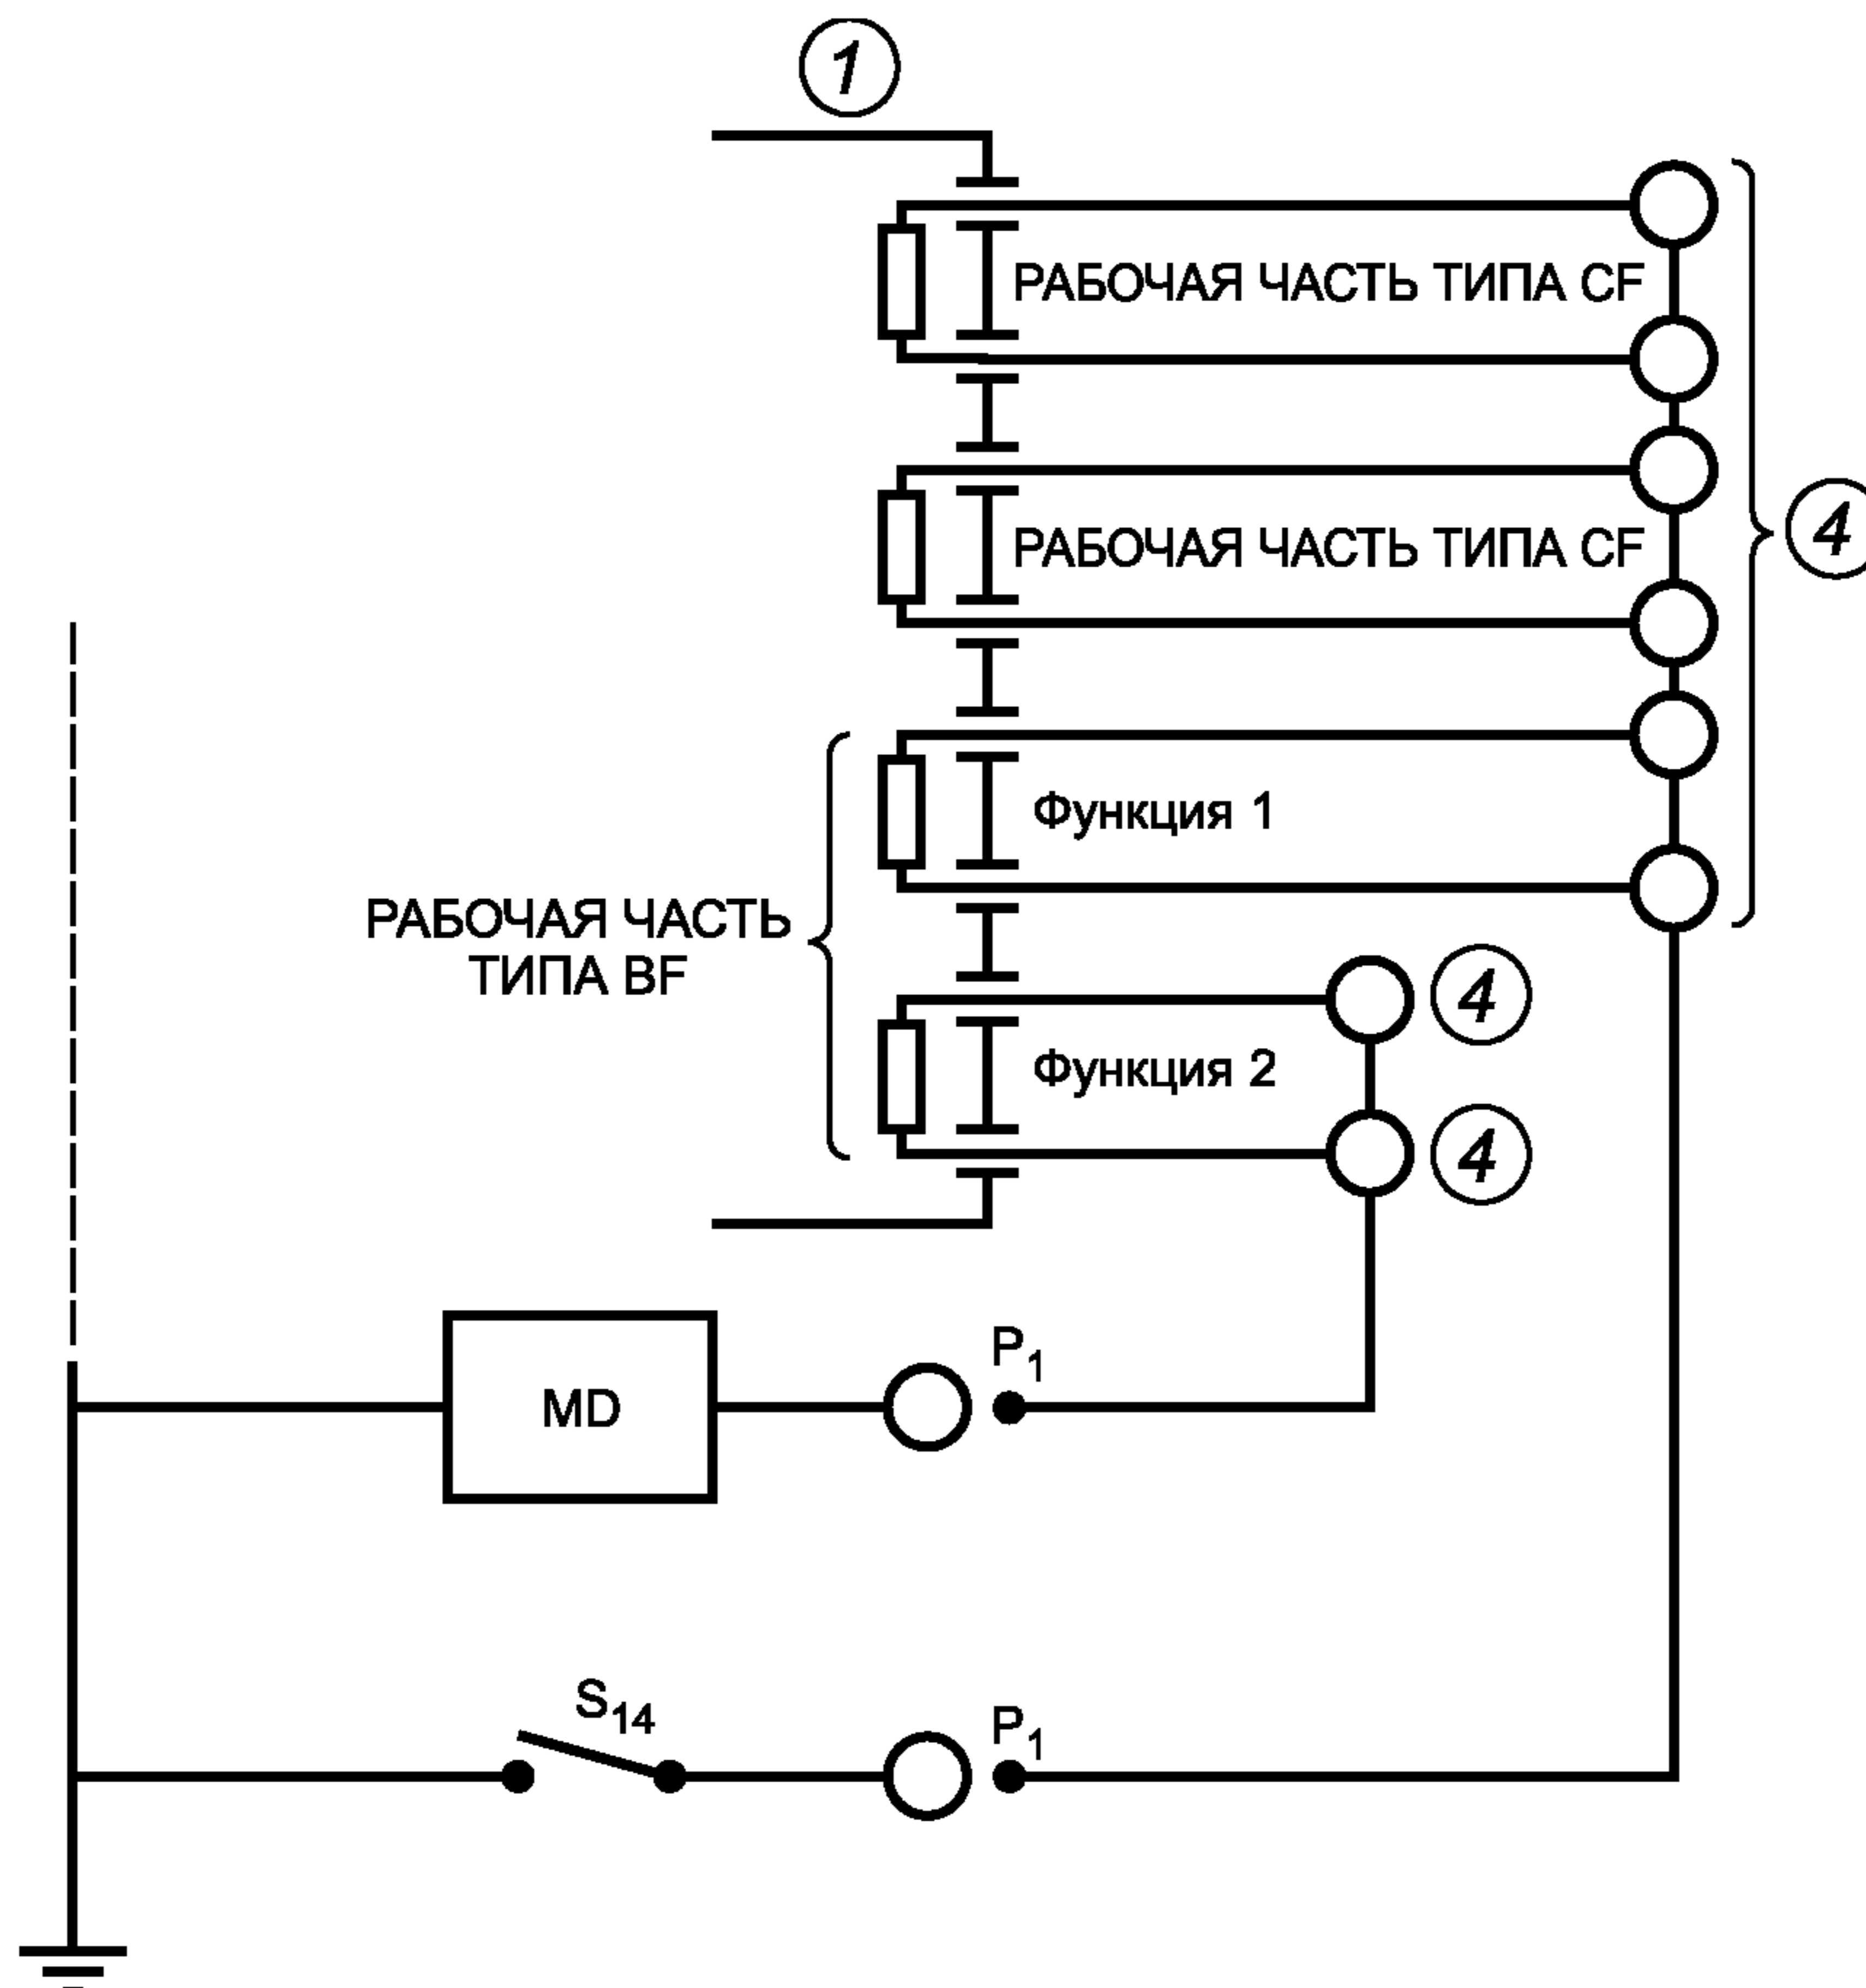 1
РАБОЧАЯ ЧАСТЬ ТИПА CF
4
РАБОЧАЯ ЧАСТЬ ТИПА CF
Функция 1
РАБОЧАЯ ЧАСТЬ
ТИПА BF
4
Функция 2
4
P1
MD
S14
P1